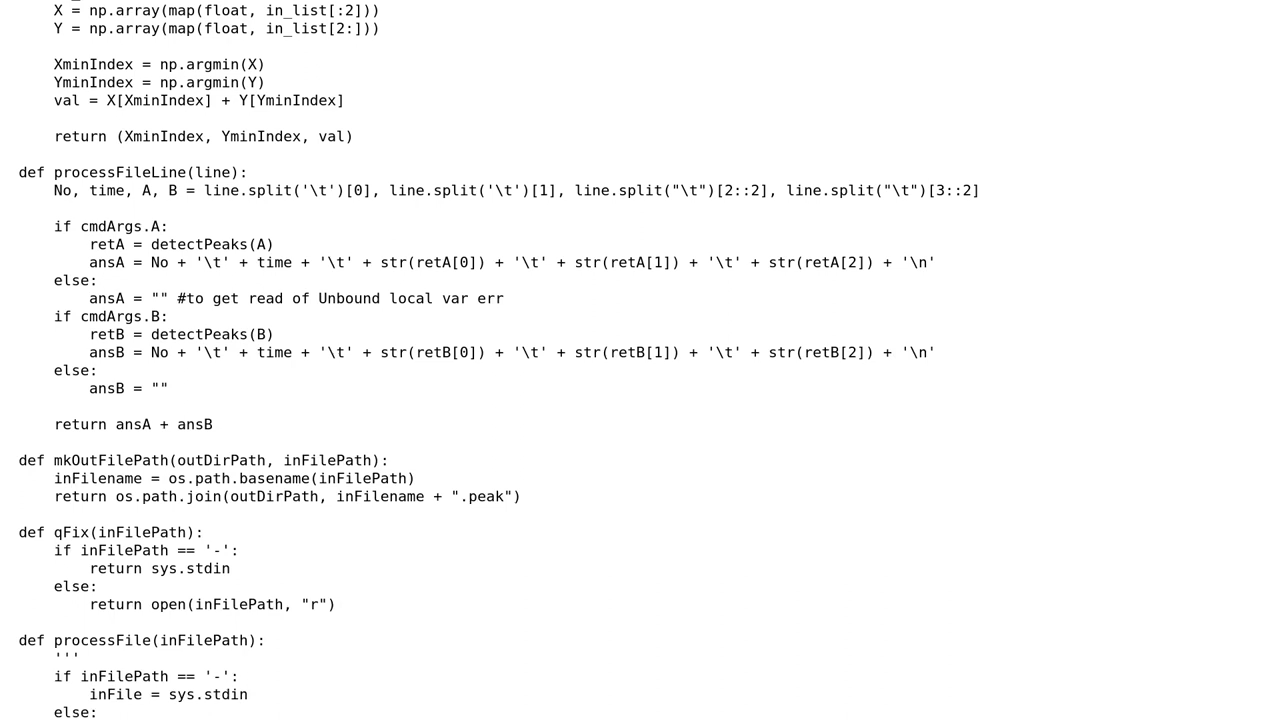 X = np.array(map(float, in_list[:2]))
Y = np.array(map(float, in_list[2:]))
XminIndex = np.argmin(X)
YminIndex = np.argmin(Y)
val = X[XminIndex] + Y[YminIndex]
return (XminIndex, YminIndex, val)
def processFileLine(line):
No, time, A, B = line.split('\t')[0], line.split('\t')[1], line.split("\t")[2::2], line.split("\t")[3::2]
if cmdArgs.A:
retA = detectPeaks(A)
ansA = No + '\t' + time + '\t' + str(retA[0]) + '\t' + str(retA[1]) + '\t' + str(retA[2]) + '\n'
else:
ansA = "" #to get read of Unbound local var err
if cmdArgs.B:
retB = detectPeaks(B)
ansB = No + '\t' + time + '\t' + str(retB[0]) + '\t' + str(retB[1]) + '\t' + str(retB[2]) + '\n'
else:
ansB = ""
return ansA + ansB
def mkOutFilePath(outDirPath, inFilePath):
inFilename = os.path.basename(inFilePath)
return os.path.join(outDirPath, inFilename + ".peak")
def qFix(inFilePath):
if inFilePath == '-':
return sys.stdin
else:
return open(inFilePath, "r")
def processFile(inFilePath):
'''
if inFilePath == '-':
inFile = sys.stdin
else: